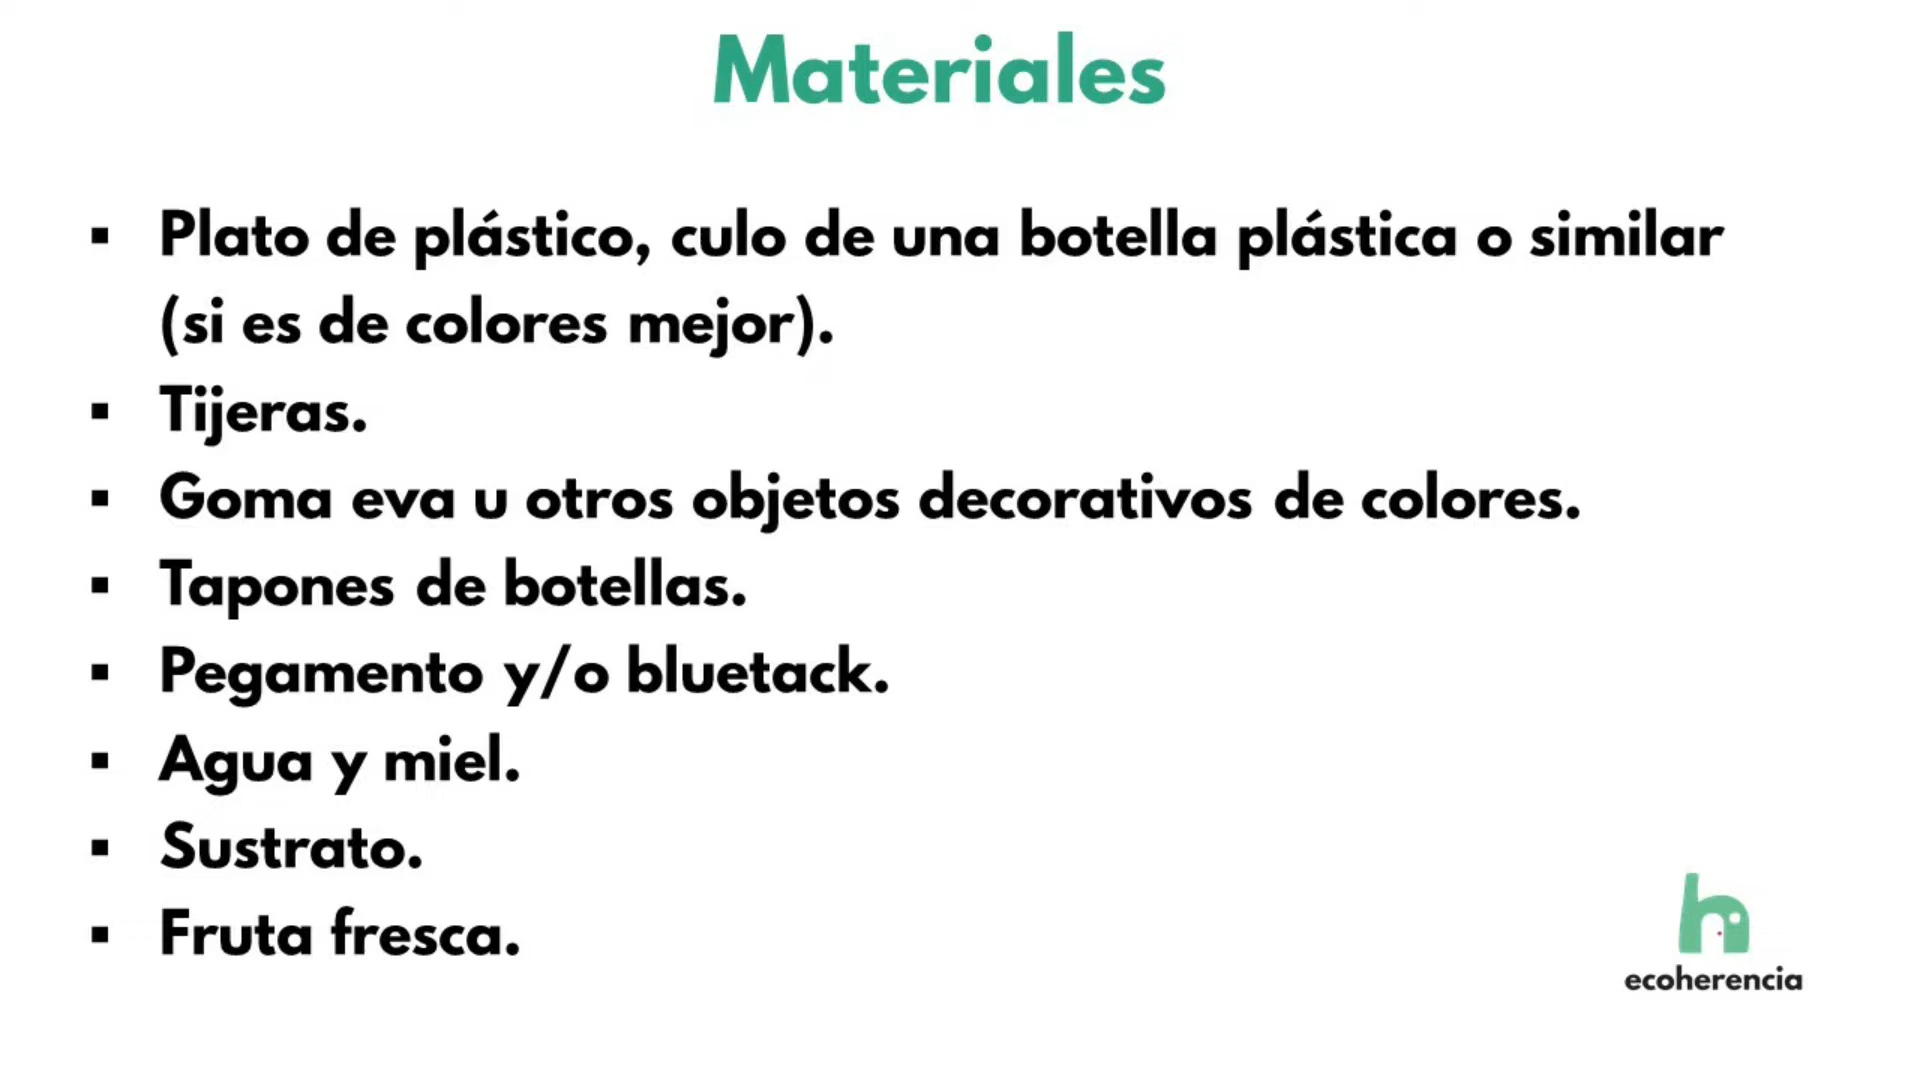 Materiales
▪ Plato de plástico, culo de una botella plástica o similar
(si es de colores mejor).
▪ Tijeras.
▪ Goma eva u otros objetos decorativos de colores.
▪ Tapones de botellas.
▪ Pegamento y/o bluetack.
▪ Agua y miel.
▪ Sustrato.
▪ Fruta fresca.
ecoherencia